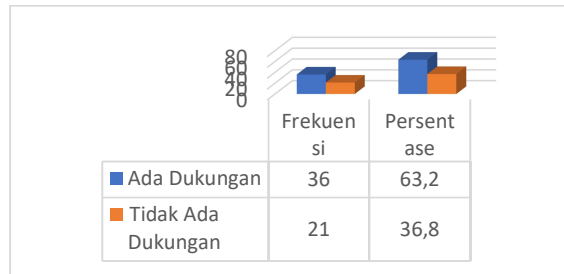 80
60
40
20
0
Frekuen
si
Persent
ase
Ada Dukungan 36 63,2
Tidak Ada
Dukungan 21 36,8